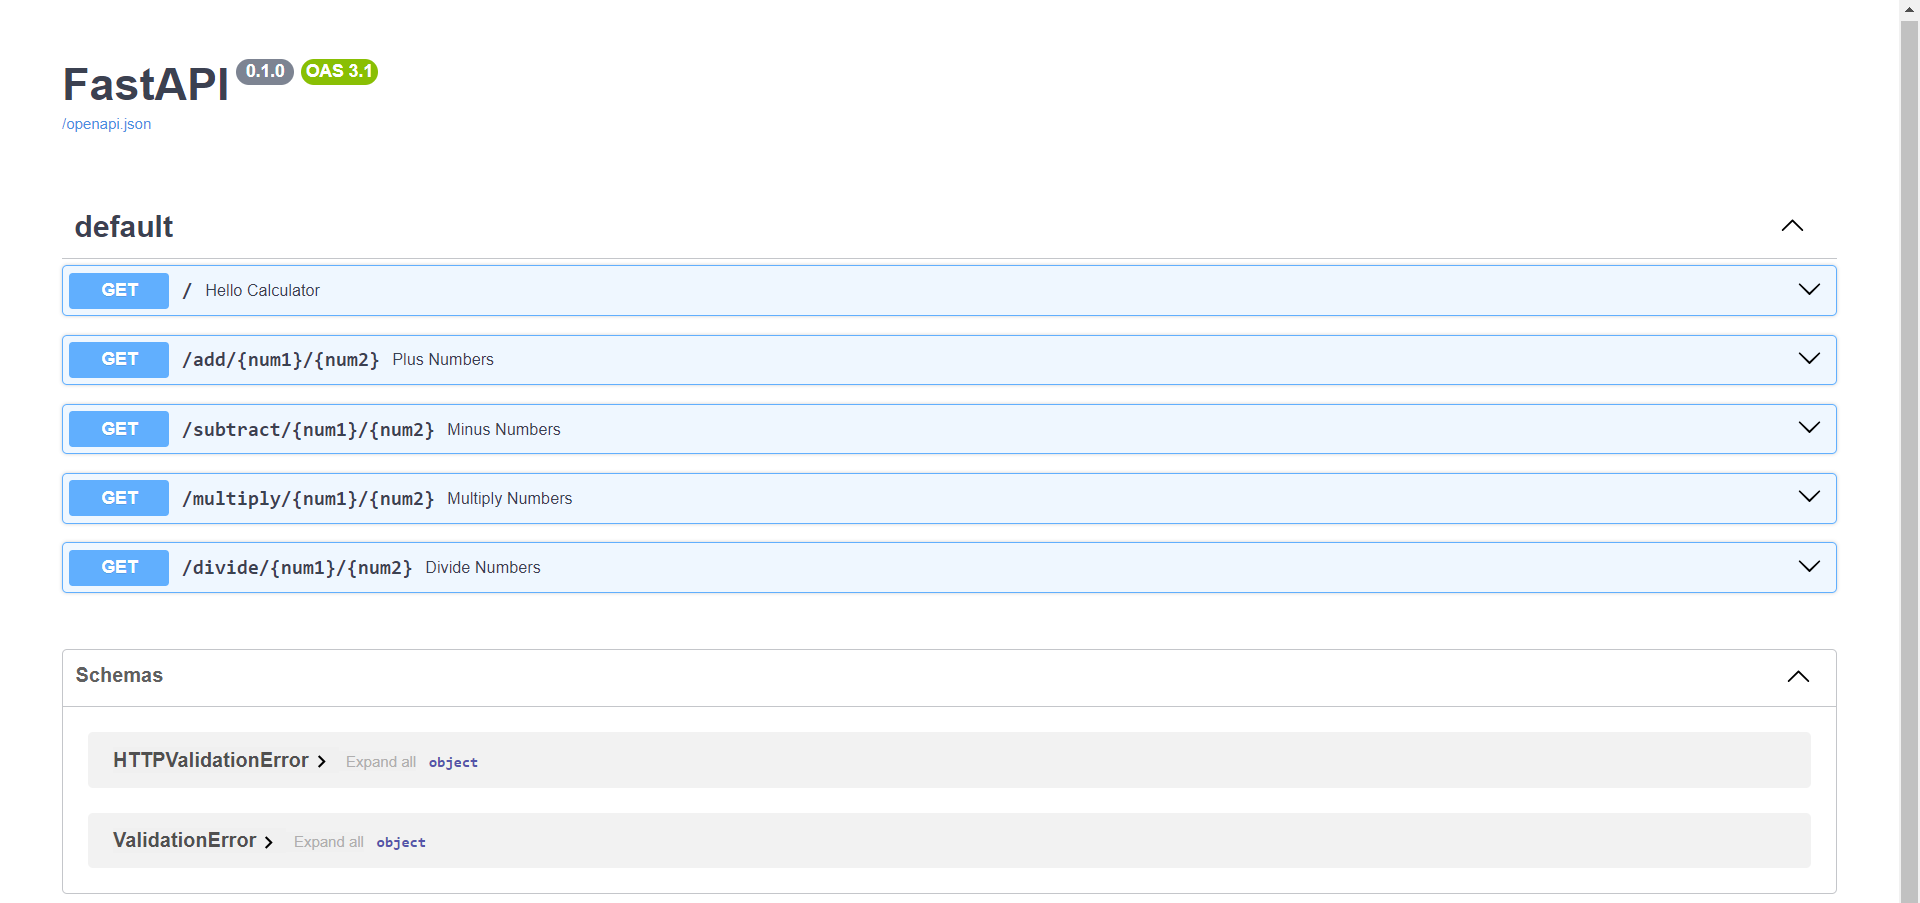 FastAPI 0.1.0 OAS 3.1
/openapi.json
default
GET / Hello Calculator
GET /add/{num1}/{num2} Plus Numbers
GET /subtract/{num1}/{num2} Minus Numbers
GET /multiply/{num1}/{num2} Multiply Numbers
GET /divide/{num1}/{num2} Divide Numbers
Schemas
HTTPValidationError Expand all object
ValidationError Expand all object